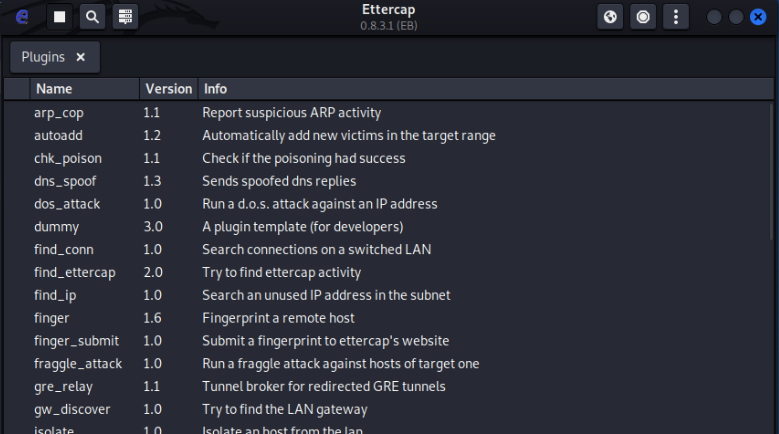 Ettercap
0.8.3.1 (EB)
Plugins
Name Version Info
arp_cop 1.1 Report suspicious ARP activity
autoadd 1.2 Automatically add new victims in the target range
chk_poison 1.1 Check if the poisoning had success
dns_spoof 1.3 Sends spoofed dns replies
dos_attack 1.0 Run a d.o.s. attack against an IP address
dummy 3.0 A plugin template (for developers)
find_conn 1.0 Search connections on a switched LAN
find_ettercap 2.0 Try to find ettercap activity
find_ip 1.0 Search an unused IP address in the subnet
finger 1.6 Fingerprint a remote host
finger_submit 1.0 Submit a fingerprint to ettercap's website
fraggle_attack 1.0 Run a fraggle attack against hosts of target one
gre_relay 1.1 Tunnel broker for redirected GRE tunnels
gw_discover 1.0 Try to find the LAN gateway
isolate 1.0 Isolate an host from the lan